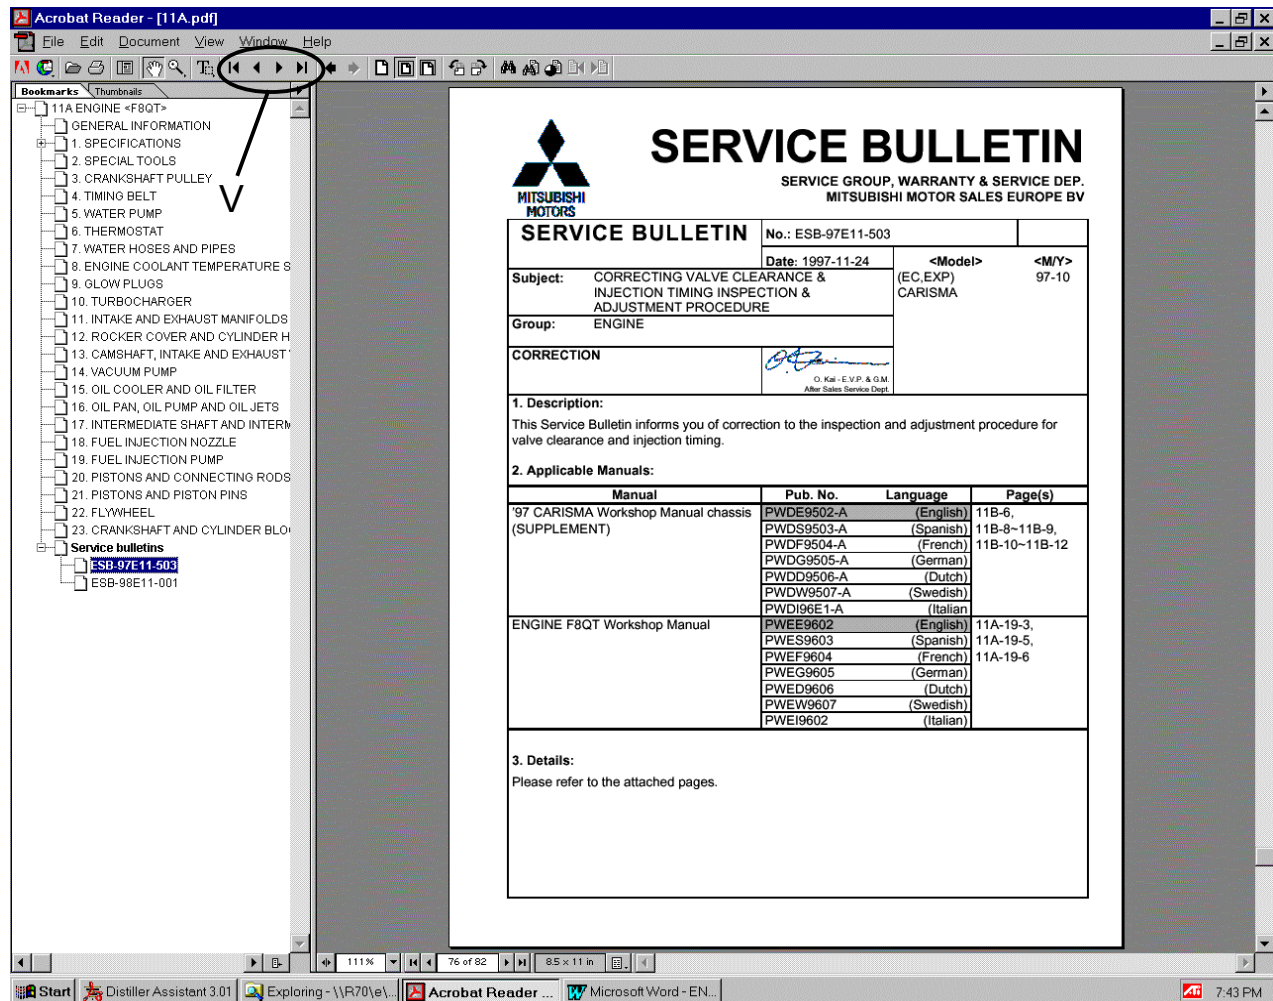 Acrobat Reader - [11A.pdf]
File Edit Document View Window Help
Bookmarks Thumbnails
11A ENGINE <F8QT>
GENERAL INFORMATION
1. SPECIFICATIONS
2. SPECIAL TOOLS
3. CRANKSHAFT PULLEY
4. TIMING BELT
5. WATER PUMP
6. THERMOSTAT
7. WATER HOSES AND PIPES
8. ENGINE COOLANT TEMPERATURE S
9. GLOW PLUGS
10. TURBOCHARGER
11. INTAKE AND EXHAUST MANIFOLDS
12. ROCKER COVER AND CYLINDER H
13. CAMSHAFT, INTAKE AND EXHAUST
14. VACUUM PUMP
15. OIL COOLER AND OIL FILTER
16. OIL PAN, OIL PUMP AND OIL JETS
17. INTERMEDIATE SHAFT AND INTERM
18. FUEL INJECTION NOZZLE
19. FUEL INJECTION PUMP
20. PISTONS AND CONNECTING RODS
21. PISTONS AND PISTON PINS
22. FLYWHEEL
23. CRANKSHAFT AND CYLINDER BLO
Service bulletins
ESB-97E11-503
ESB-98E11-001
V
MITSUBISHI
MOTORS
SERVICE BULLETIN
SERVICE GROUP, WARRANTY & SERVICE DEP.
MITSUBISHI MOTOR SALES EUROPE BV
SERVICE BULLETIN No.: ESB-97E11-503
Date: 1997-11-24 <Model> <M/Y>
Subject: CORRECTING VALVE CLEARANCE & (EC,EXP) 97-10
INJECTION TIMING INSPECTION & CARISMA
ADJUSTMENT PROCEDURE
Group: ENGINE
CORRECTION
O. Kai - E.V.P. & G.M.
After Sales Service Dept.
1. Description:
This Service Bulletin informs you of correction to the inspection and adjustment procedure for
valve clearance and injection timing.
2. Applicable Manuals:
Manual Pub. No. Language Page(s)
'97 CARISMA Workshop Manual chassis PWDE9502-A (English) 11B-6,
(SUPPLEMENT) PWDS9503-A (Spanish) 11B-8~11B-9,
PWDF9504-A (French) 11B-10~11B-12
PWDG9505-A (German)
PWDD9506-A (Dutch)
PWDW9507-A (Swedish)
PWDI96E1-A (Italian
ENGINE F8QT Workshop Manual PWEE9602 (English) 11A-19-3,
PWES9603 (Spanish) 11A-19-5,
PWEF9604 (French) 11A-19-6
PWEG9605 (German)
PWED9606 (Dutch)
PWEW9607 (Swedish)
PWEI9602 (Italian)
3. Details:
Please refer to the attached pages.
111% 76 of 82 8.5 x 11 in
Start Distiller Assistant 3.01 Exploring - \\R70\e\... Acrobat Reader ... Microsoft Word - EN... ATI 7:43 PM